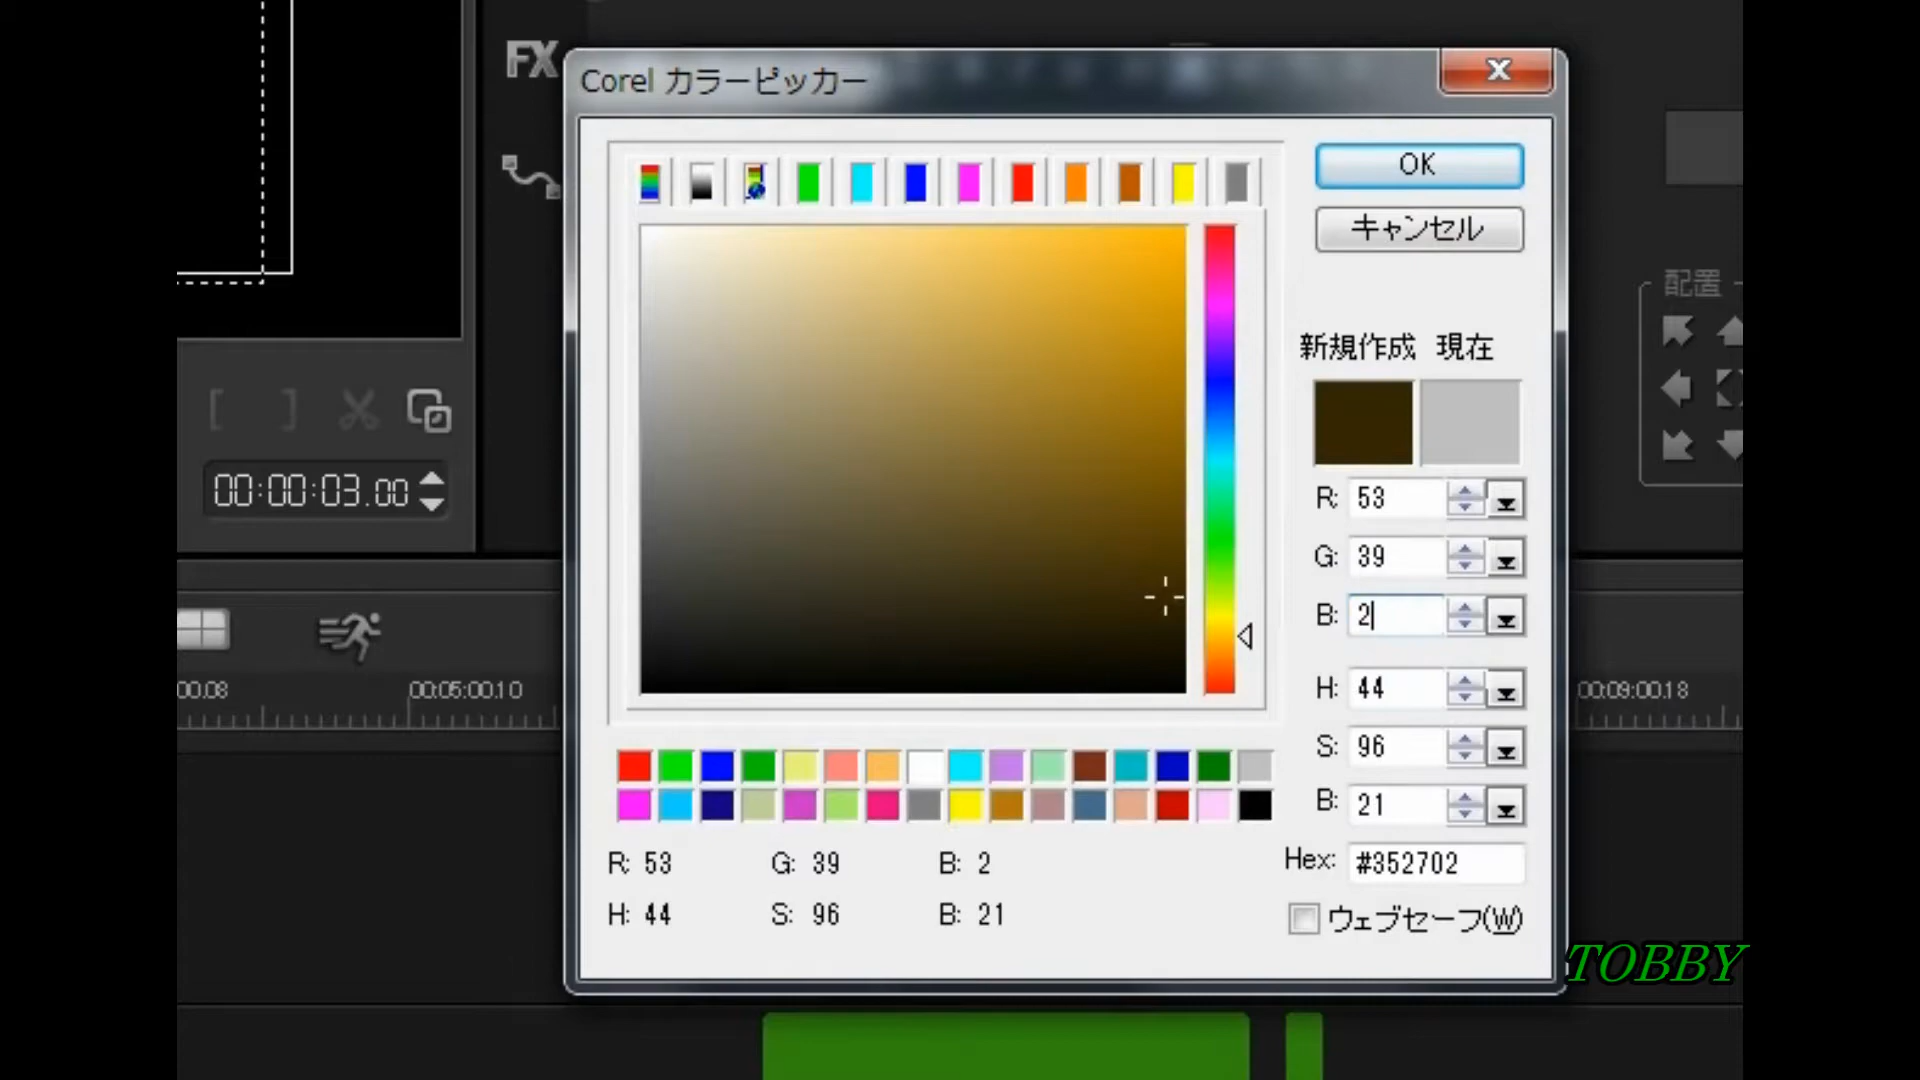 FX
Corel カラーピッカー
OK
キャンセル
配置
新規作成 現在
R: 53
G: 39
B: 2
00:00:03.00
H: 44
S: 96
B: 21
00.08
00:05:00.10
00:09:00.18
Hex: #352702
R: 53 G: 39 B: 2
H: 44 S: 96 B: 21
ウェブセーフ(W)
TOBBY